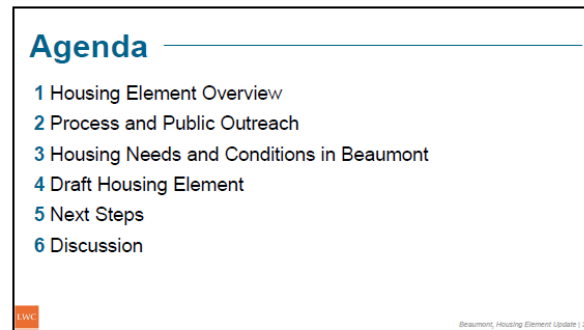 Agenda
1 Housing Element Overview
2 Process and Public Outreach
3 Housing Needs and Conditions in Beaumont
4 Draft Housing Element
5 Next Steps
6 Discussion
LWC
Beaumont, Housing Element Update |